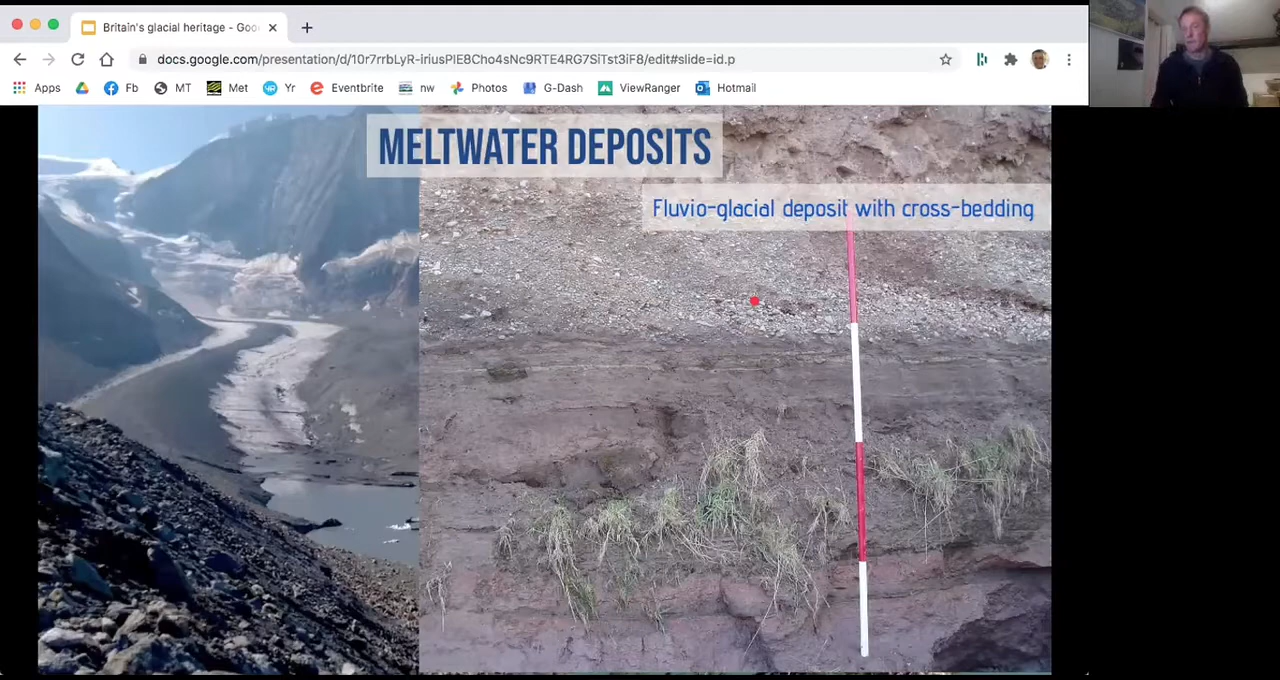 Britain's glacial heritage - Goo
docs.google.com/presentation/d/10r7rrbLyR-iriusPIE8Cho4sNc9RTE4RG7SiTst3iF8/edit#slide=id.p
Apps Fb MT Met Yr Eventbrite nw Photos G-Dash ViewRanger Hotmail
MELTWATER DEPOSITS
Fluvio-glacial deposit with cross-bedding